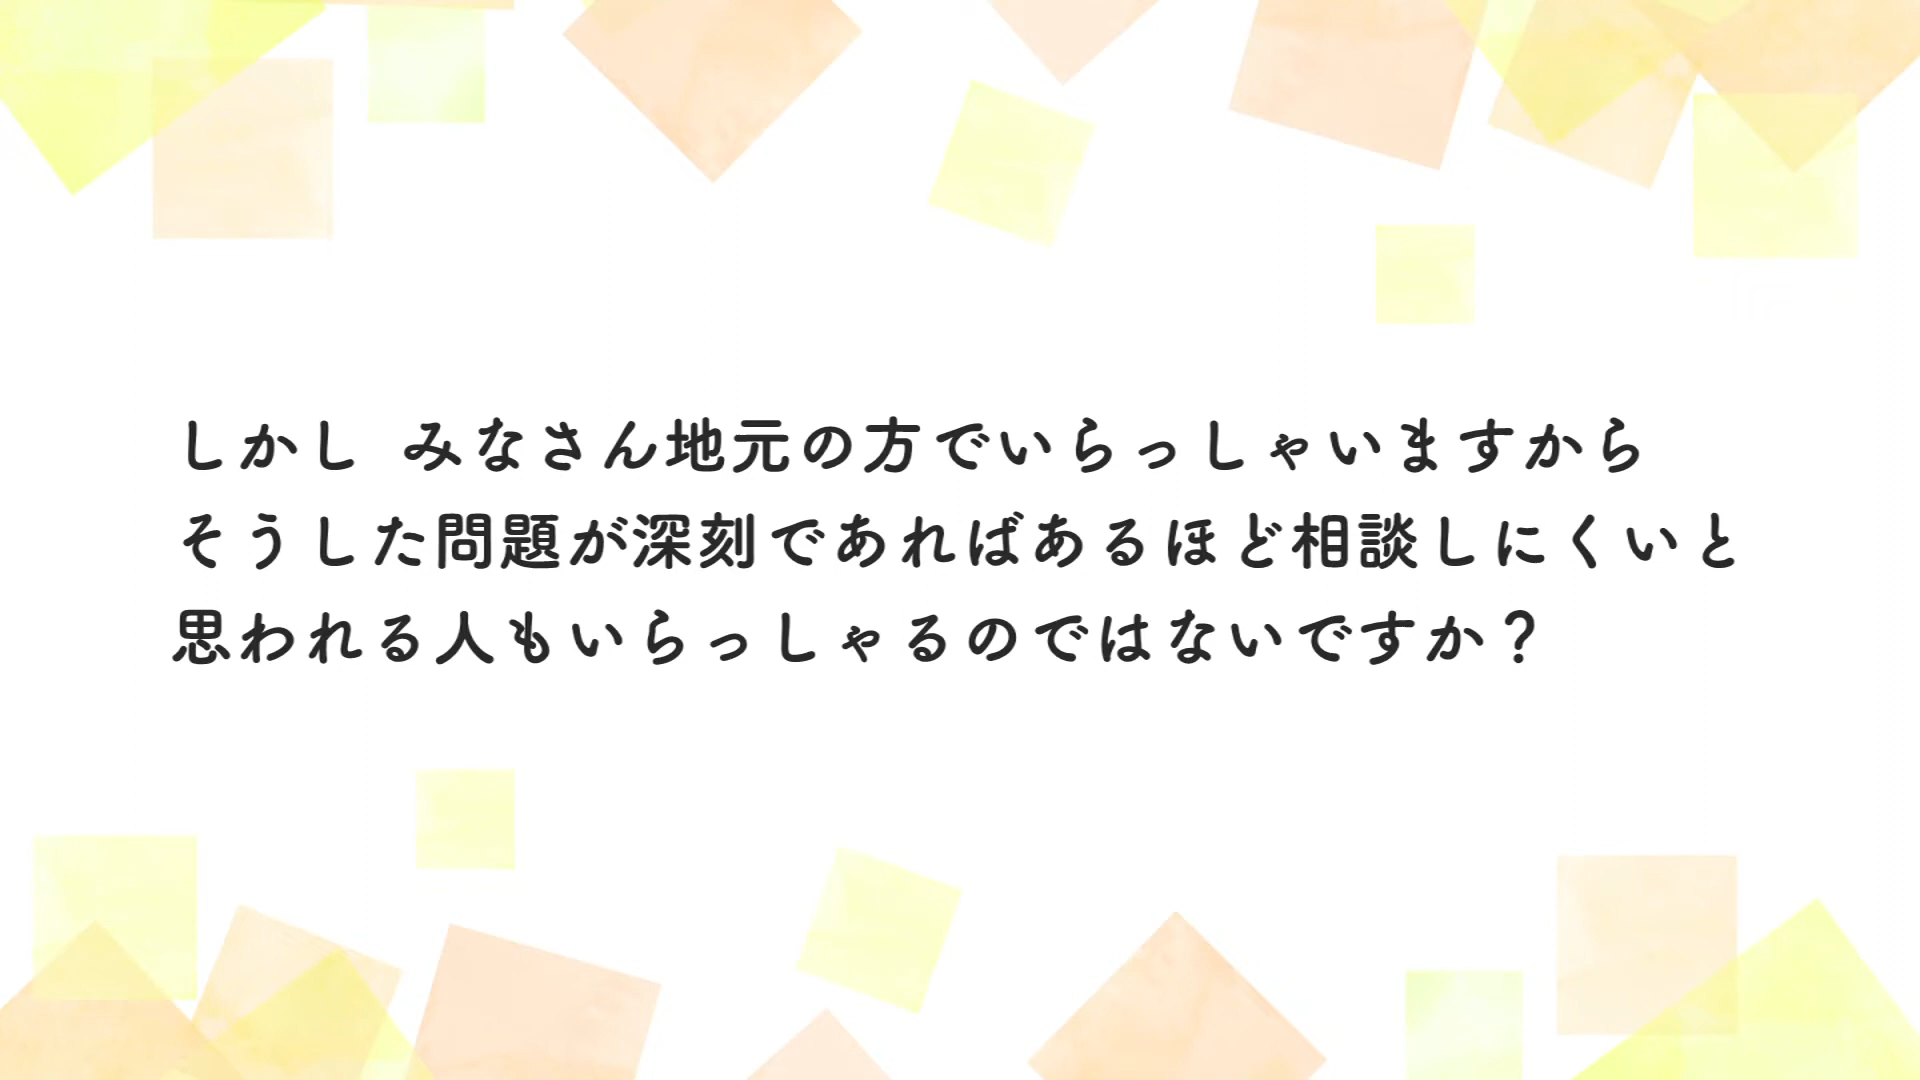 しかし みなさん地元の方でいらっしゃいますから
そうした問題が深刻であればあるほど相談しにくいと
思われる人もいらっしゃるのではないですか？